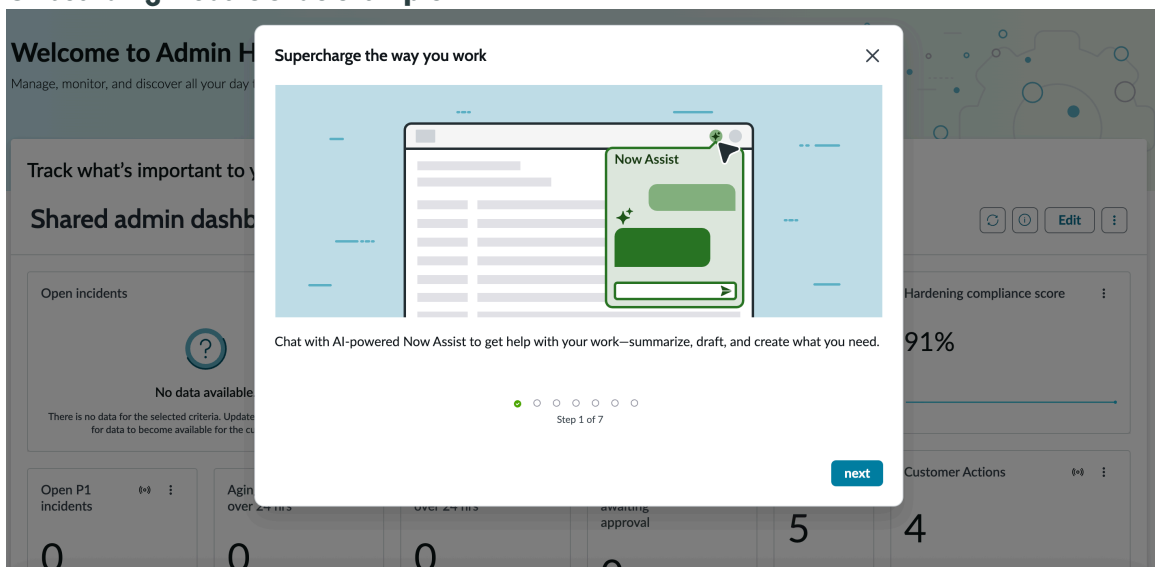 Welcome to Admin H
Manage, monitor, and discover all your day
Track what's important to
Shared admin dashb
Edit
Supercharge the way you work
Now Assist
Chat with AI-powered Now Assist to get help with your work—summarize, draft, and create what you need.
Step 1 of 7
next
Open incidents
?
No data available
There is no data for the selected criteria. Update
for data to become available for the cu
Hardening compliance score
91%
Open P1
incidents
0
Agin
over 24 hrs
0
over 24 hrs
0
awaiting
approval
5
Customer Actions
4